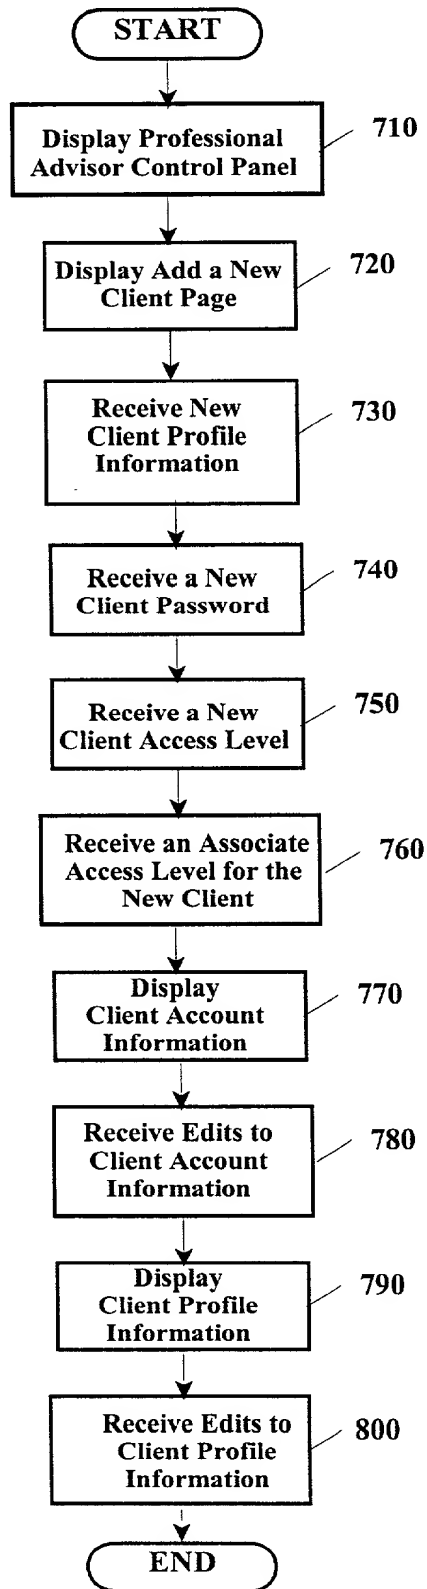 START
Display Professional
Advisor Control Panel
710
Display Add a New
Client Page
720
Receive New
Client Profile
Information
730
Receive a New
Client Password
740
Receive a New
Client Access Level
750
Receive an Associate
Access Level for the
New Client
760
Display
Client Account
Information
770
Receive Edits to
Client Account
Information
780
Display
Client Profile
Information
790
Receive Edits to
Client Profile
Information
800
END